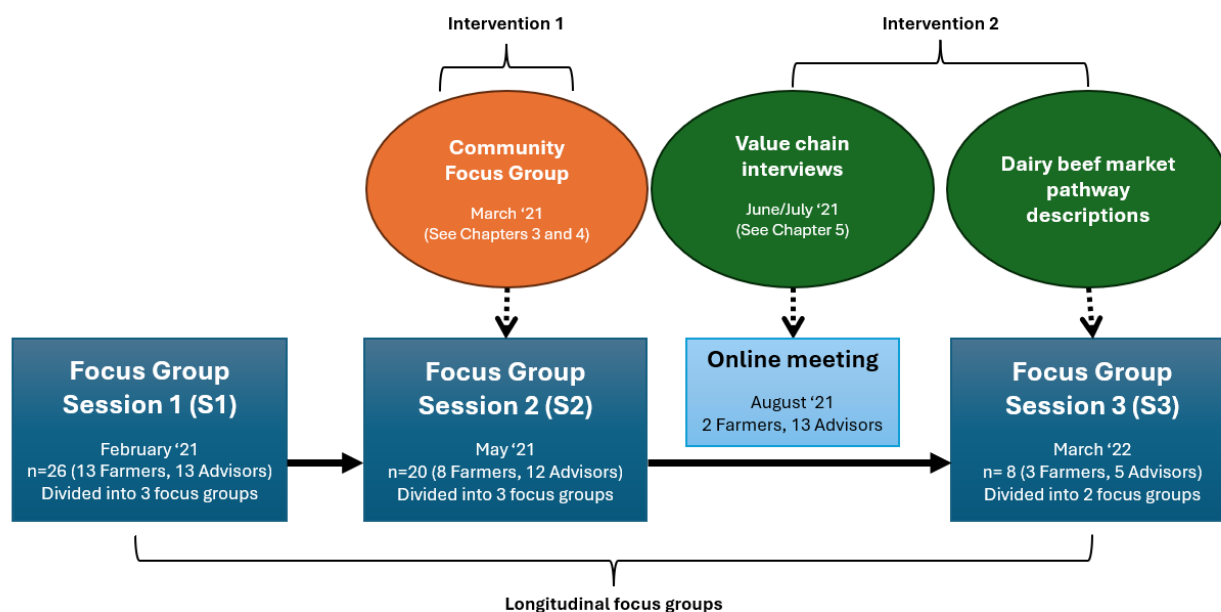 Intervention 1
Intervention 2
Community
Focus Group
March ‘21
(See Chapters 3 and 4)
Value chain
interviews
June/July ‘21
(See Chapter 5)
Dairy beef market
pathway
descriptions
Focus Group
Session 1 (S1)
February ‘21
n=26 (13 Farmers, 13 Advisors)
Divided into 3 focus groups
Focus Group
Session 2 (S2)
May ‘21
n=20 (8 Farmers, 12 Advisors)
Divided into 3 focus groups
Online meeting
August ‘21
2 Farmers, 13 Advisors
Focus Group
Session 3 (S3)
March ‘22
n= 8 (3 Farmers, 5 Advisors)
Divided into 2 focus groups
Longitudinal focus groups